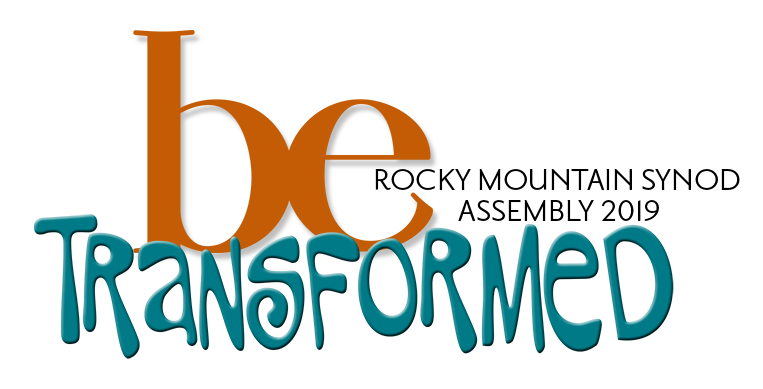 be
ROCKY MOUNTAIN SYNOD
ASSEMBLY 2019
TRANSFORMED